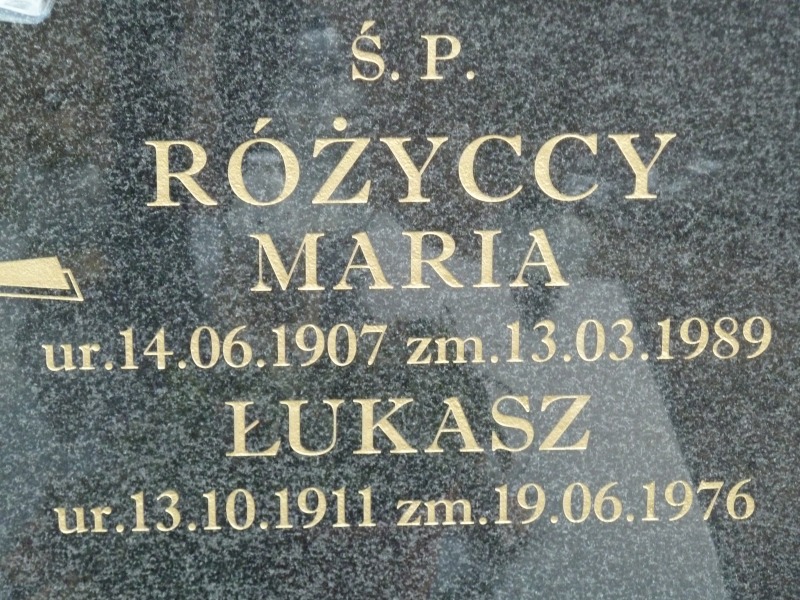 Ś. P.
RÓŻYCCY
MARIA
ur.14.06.1907 zm.13.03.1989
ŁUKASZ
ur.13.10.1911 zm.19.06.1976